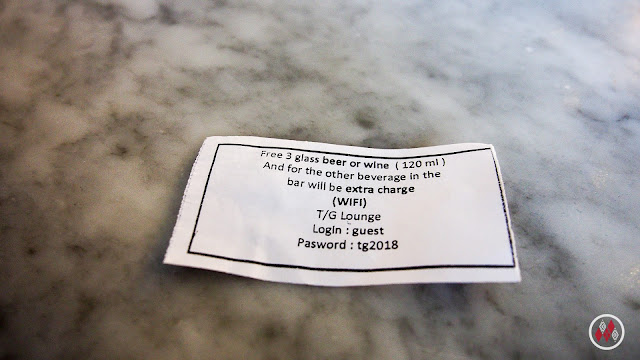 Free 3 glass beer or wine ( 120 ml )
And for the other beverage in the
bar will be extra charge
(WIFI)
T/G Lounge
Login : guest
Pasword : tg2018